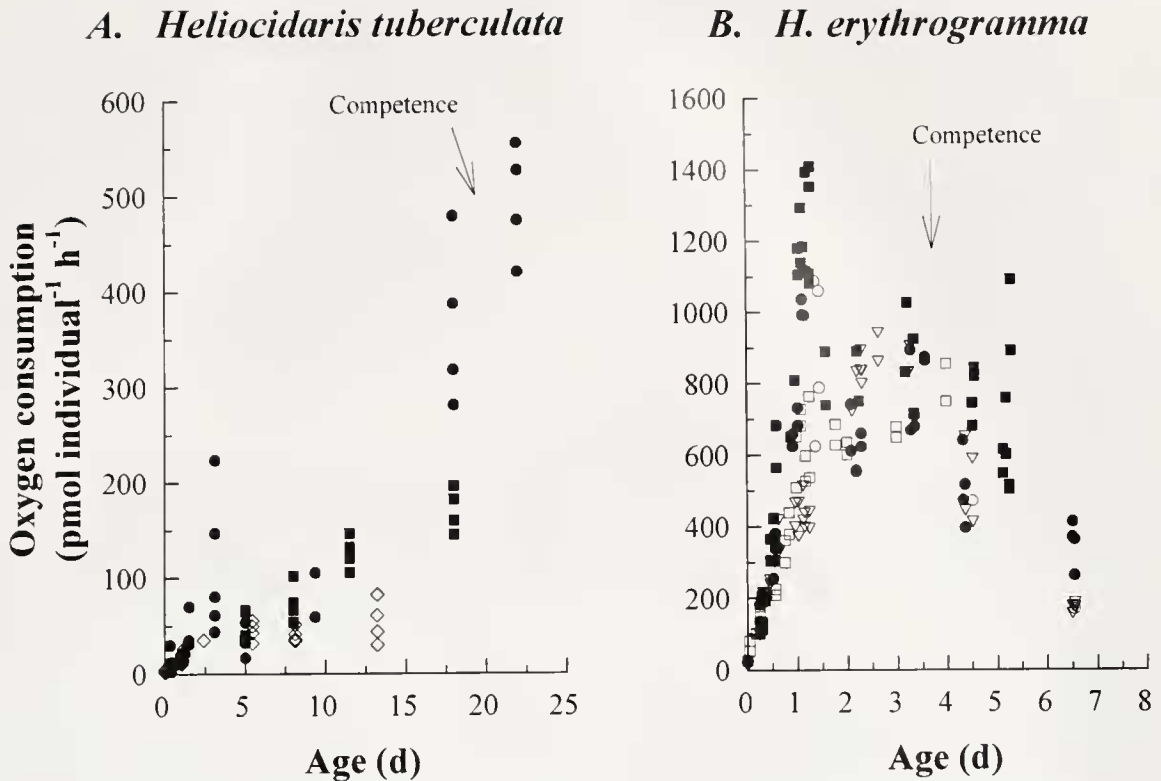 A. Heliocidaris tuberculata
B. H. erythrogramma
Oxygen consumption
(pmol individual⁻¹ h⁻¹)
600
500
400
300
200
100
0
Competence
0 5 10 15 20 25
Age (d)
1600
1400
1200
1000
800
600
400
200
0
Competence
0 1 2 3 4 5 6 7 8
Age (d)